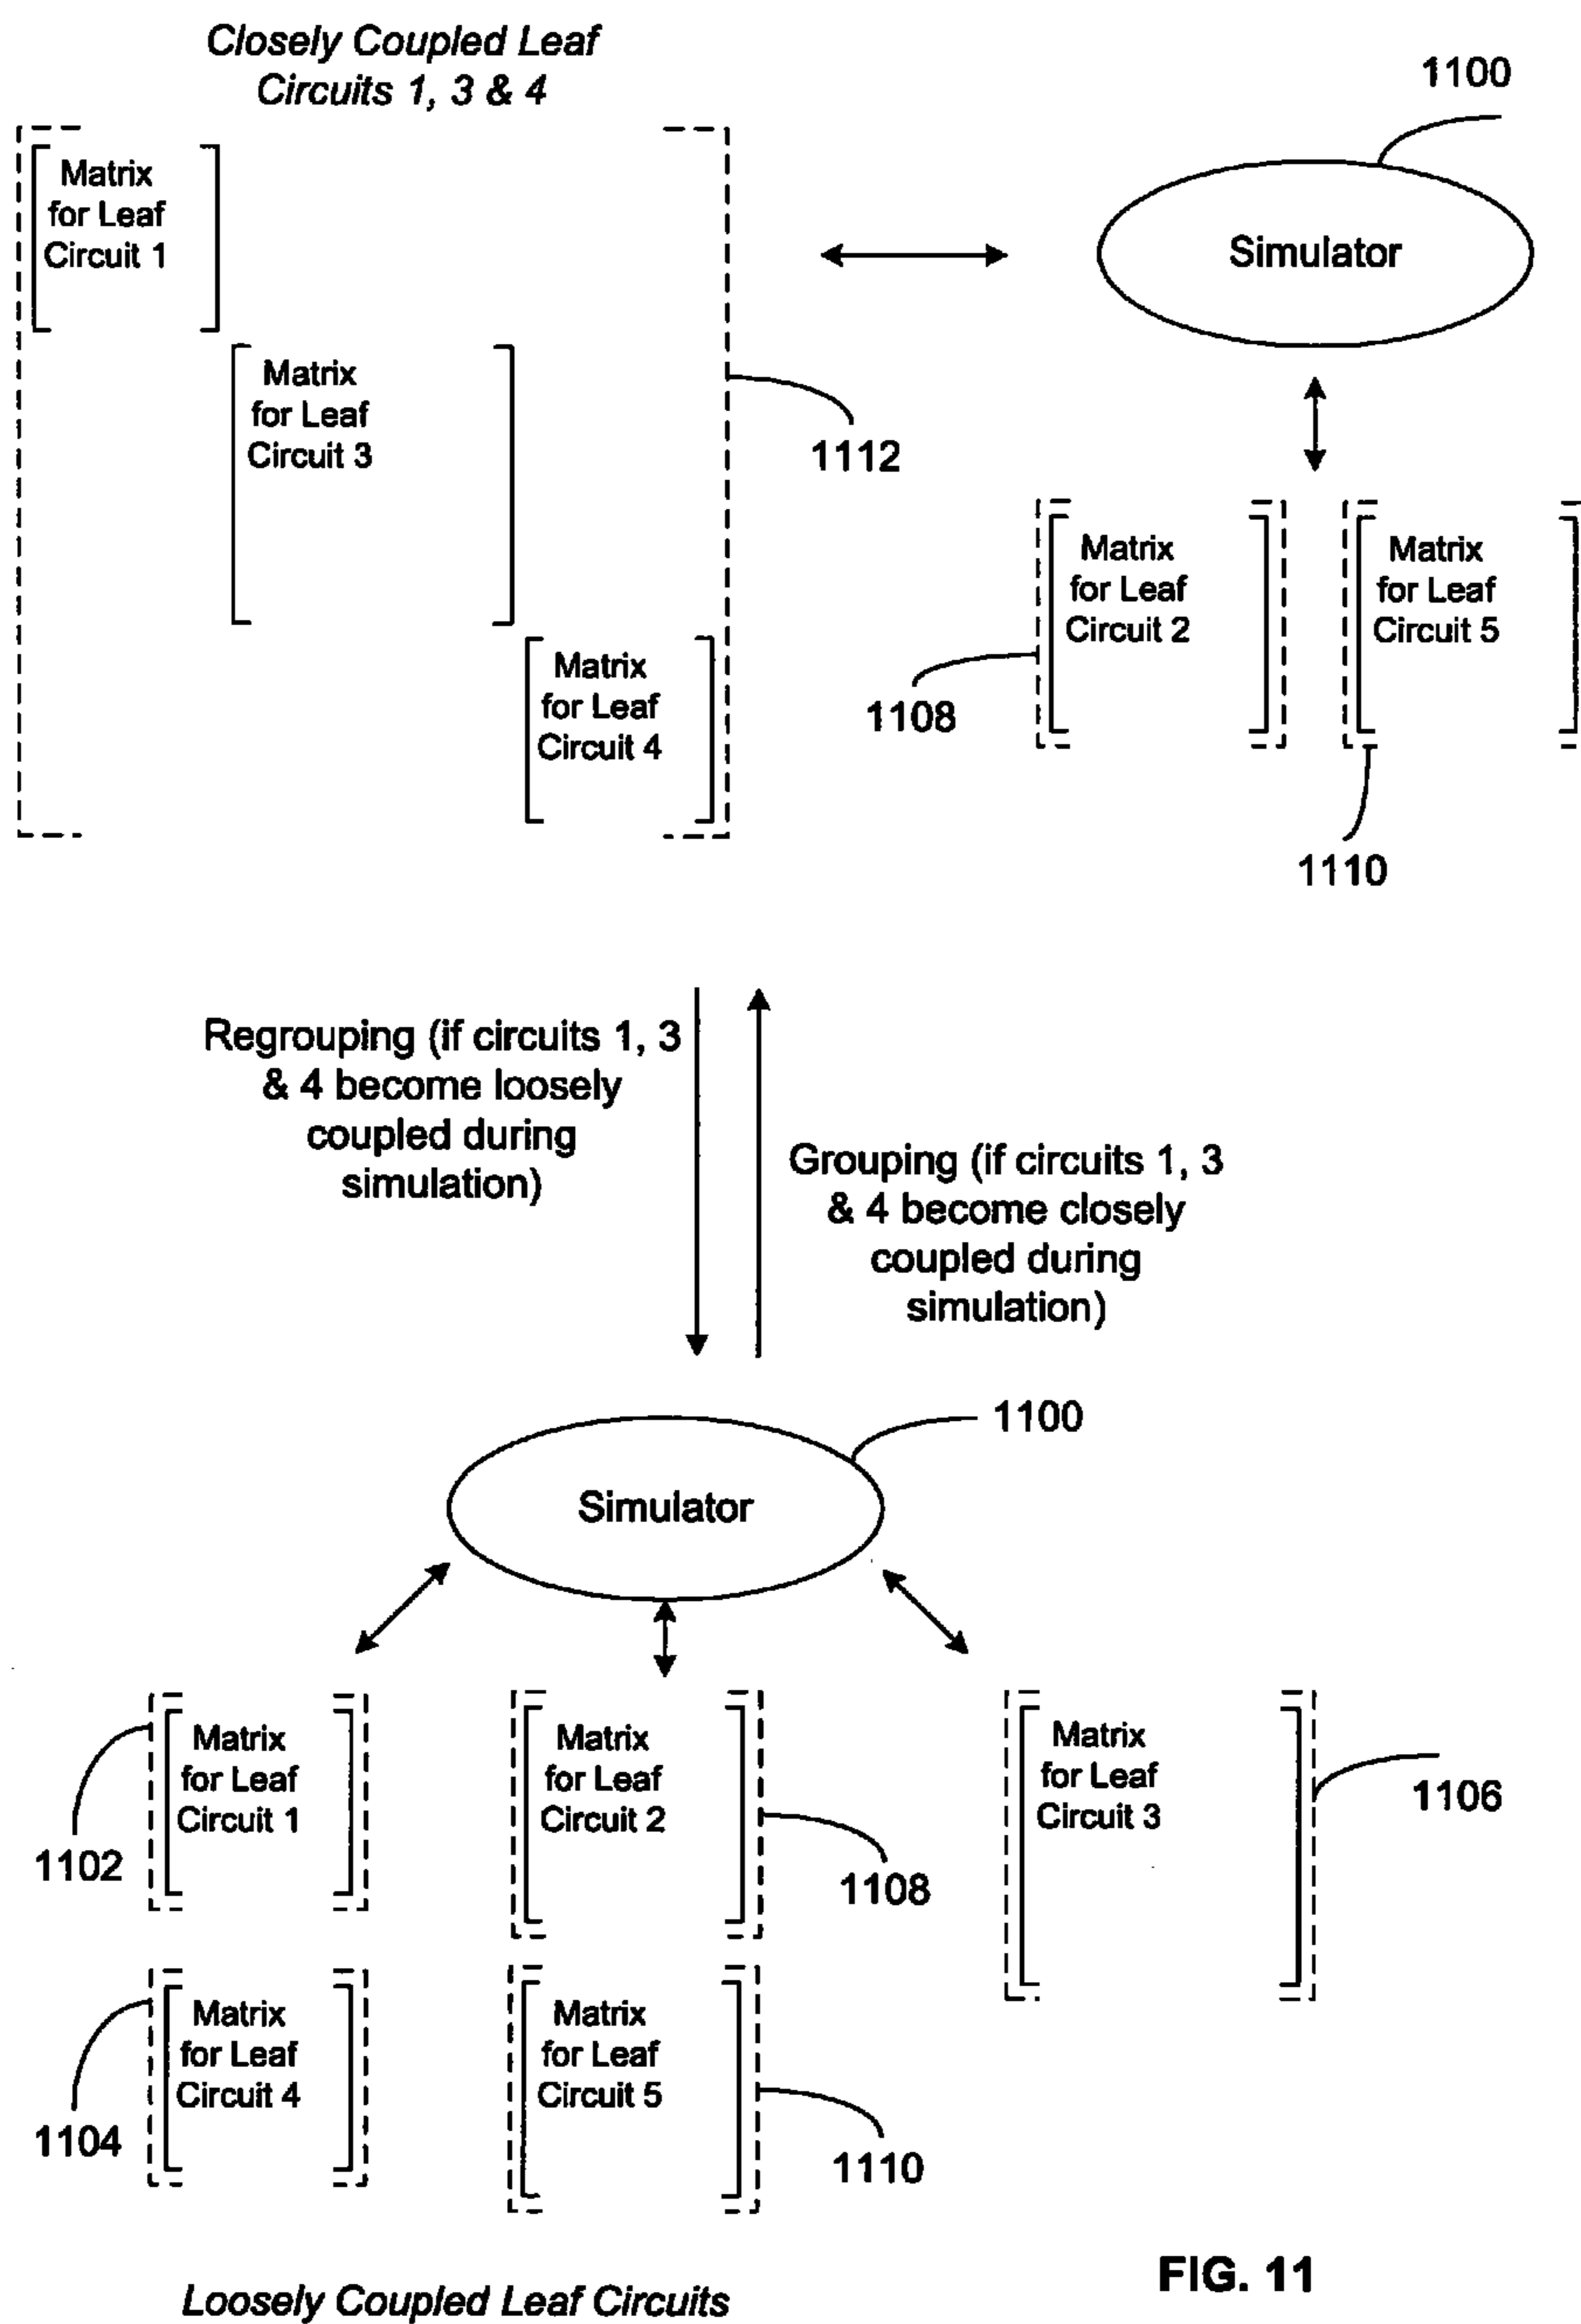 Closely Coupled Leaf
Circuits 1, 3 & 4
1100
Matrix
for Leaf
Circuit 1
Simulator
Matrix
for Leaf
Circuit 3
1112
Matrix
for Leaf
Circuit 2
Matrix
for Leaf
Circuit 5
Matrix
for Leaf
Circuit 4
1108
1110
Regrouping (if circuits 1, 3
& 4 become loosely
coupled during
simulation)
Grouping (if circuits 1, 3
& 4 become closely
coupled during
simulation)
1100
Simulator
Matrix
for Leaf
Circuit 1
Matrix
for Leaf
Circuit 2
Matrix
for Leaf
Circuit 3
1102
1108
1106
Matrix
for Leaf
Circuit 4
Matrix
for Leaf
Circuit 5
1104
1110
FIG. 11
Loosely Coupled Leaf Circuits